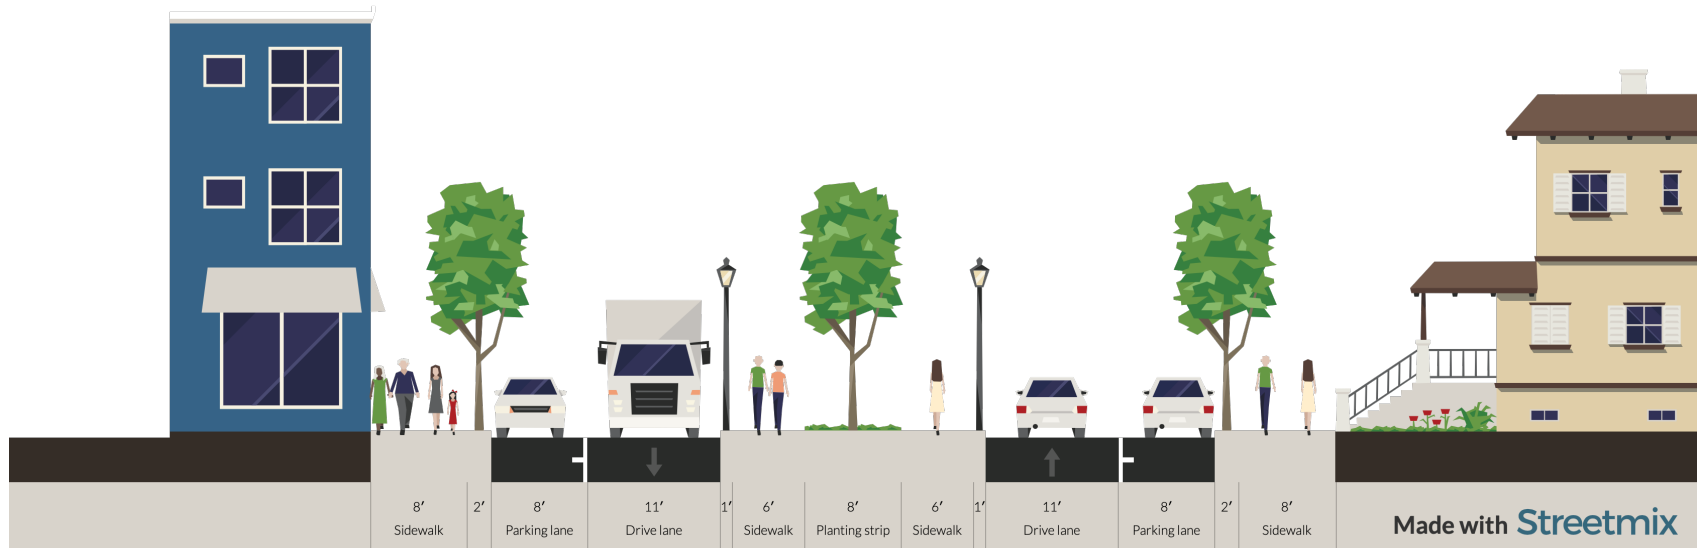 8′ 2′ 8′ 11′ 1′ 6′ 8′ 6′ 1′ 11′ 8′ 2′ 8′
Sidewalk Parking lane Drive lane Sidewalk Planting strip Sidewalk Drive lane Parking lane Sidewalk
Made with Streetmix